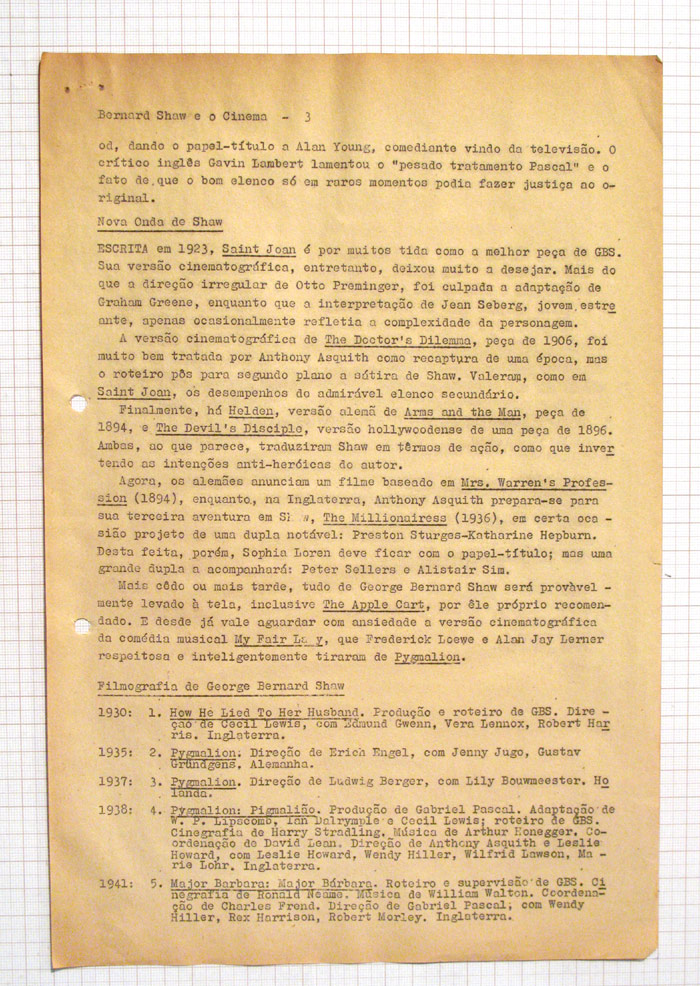 Bernard Shaw e o Cinema - 3
od, dando o papel-título a Alan Young, comediante vindo da televisão. O
crítico inglês Gavin Lambert lamentou o "pesado tratamento Pascal" e o
fato de que o bom elenco só em raros momentos podia fazer justiça ao o-
riginal.
Nova Onda de Shaw
ESCRITA em 1923, Saint Joan é por muitos tida como a melhor peça de GBS.
Sua versão cinematográfica, entretanto, deixou muito a desejar. Mais do
que a direção irregular de Otto Preminger, foi culpada a adaptação de
Graham Greene, enquanto que a interpretação de Jean Seberg, jovem estre
ante, apenas ocasionalmente refletia a complexidade da personagem.
A versão cinematográfica de The Doctor's Dilemma, peça de 1906, foi
muito bem tratada por Anthony Asquith como recaptura de uma época, mas
o roteiro pôs para segundo plano a sátira de Shaw. Valeram, como em
Saint Joan, os desempenhos do admirável elenco secundário.
Finalmente, há Helden, versão alemã de Arms and the Man, peça de
1894, e The Devil's Disciple, versão hollywoodense de uma peça de 1896.
Ambas, ao que parece, traduziram Shaw em têrmos de ação, como que inver
tendo as intenções anti-heróicas do autor.
Agora, os alemães anunciam um filme baseado em Mrs. Warren's Profes-
sion (1894), enquanto, na Inglaterra, Anthony Asquith prepara-se para
sua terceira aventura em Shaw, The Millionairess (1936), em certa oca -
sião projeto de uma dupla notável: Preston Sturges-Katharine Hepburn.
Desta feita, porém, Sophia Loren deve ficar com o papel-título; mas uma
grande dupla a acompanhará: Peter Sellers e Alistair Sim.
Mais cêdo ou mais tarde, tudo de George Bernard Shaw será provàvel -
mente levado à tela, inclusive The Apple Cart, por êle próprio recomen-
dado. E desde já vale aguardar com ansiedade a versão cinematográfica
da comédia musical My Fair Lady, que Frederick Loewe e Alan Jay Lerner
respeitosa e inteligentemente tiraram de Pygmalion.
Filmografia de George Bernard Shaw
1930: 1. How He Lied To Her Husband. Produção e roteiro de GBS. Dire -
ção de Cecil Lewis, com Edmund Gwenn, Vera Lennox, Robert Har
ris. Inglaterra.
1935: 2. Pygmalion. Direção de Erich Engel, com Jenny Jugo, Gustav
Gründgens. Alemanha.
1937: 3. Pygmalion. Direção de Ludwig Berger, com Lily Bouwmeester. Ho
landa.
1938: 4. Pygmalion: Pigmalião. Produção de Gabriel Pascal. Adaptação de
W. P. Lipscomb, Ian Dalrymple e Cecil Lewis; roteiro de GBS.
Cinegrafia de Harry Stradling. Música de Arthur Honegger. Co-
ordenação de David Lean. Direção de Anthony Asquith e Leslie
Howard, com Leslie Howard, Wendy Hiller, Wilfrid Lawson, Ma -
rie Lohr. Inglaterra.
1941: 5. Major Barbara: Major Bárbara. Roteiro e supervisão de GBS. Ci
negrafia de Ronald Neame. Música de William Walton. Coordena-
ção de Charles Frend. Direção de Gabriel Pascal, com Wendy
Hiller, Rex Harrison, Robert Morley. Inglaterra.